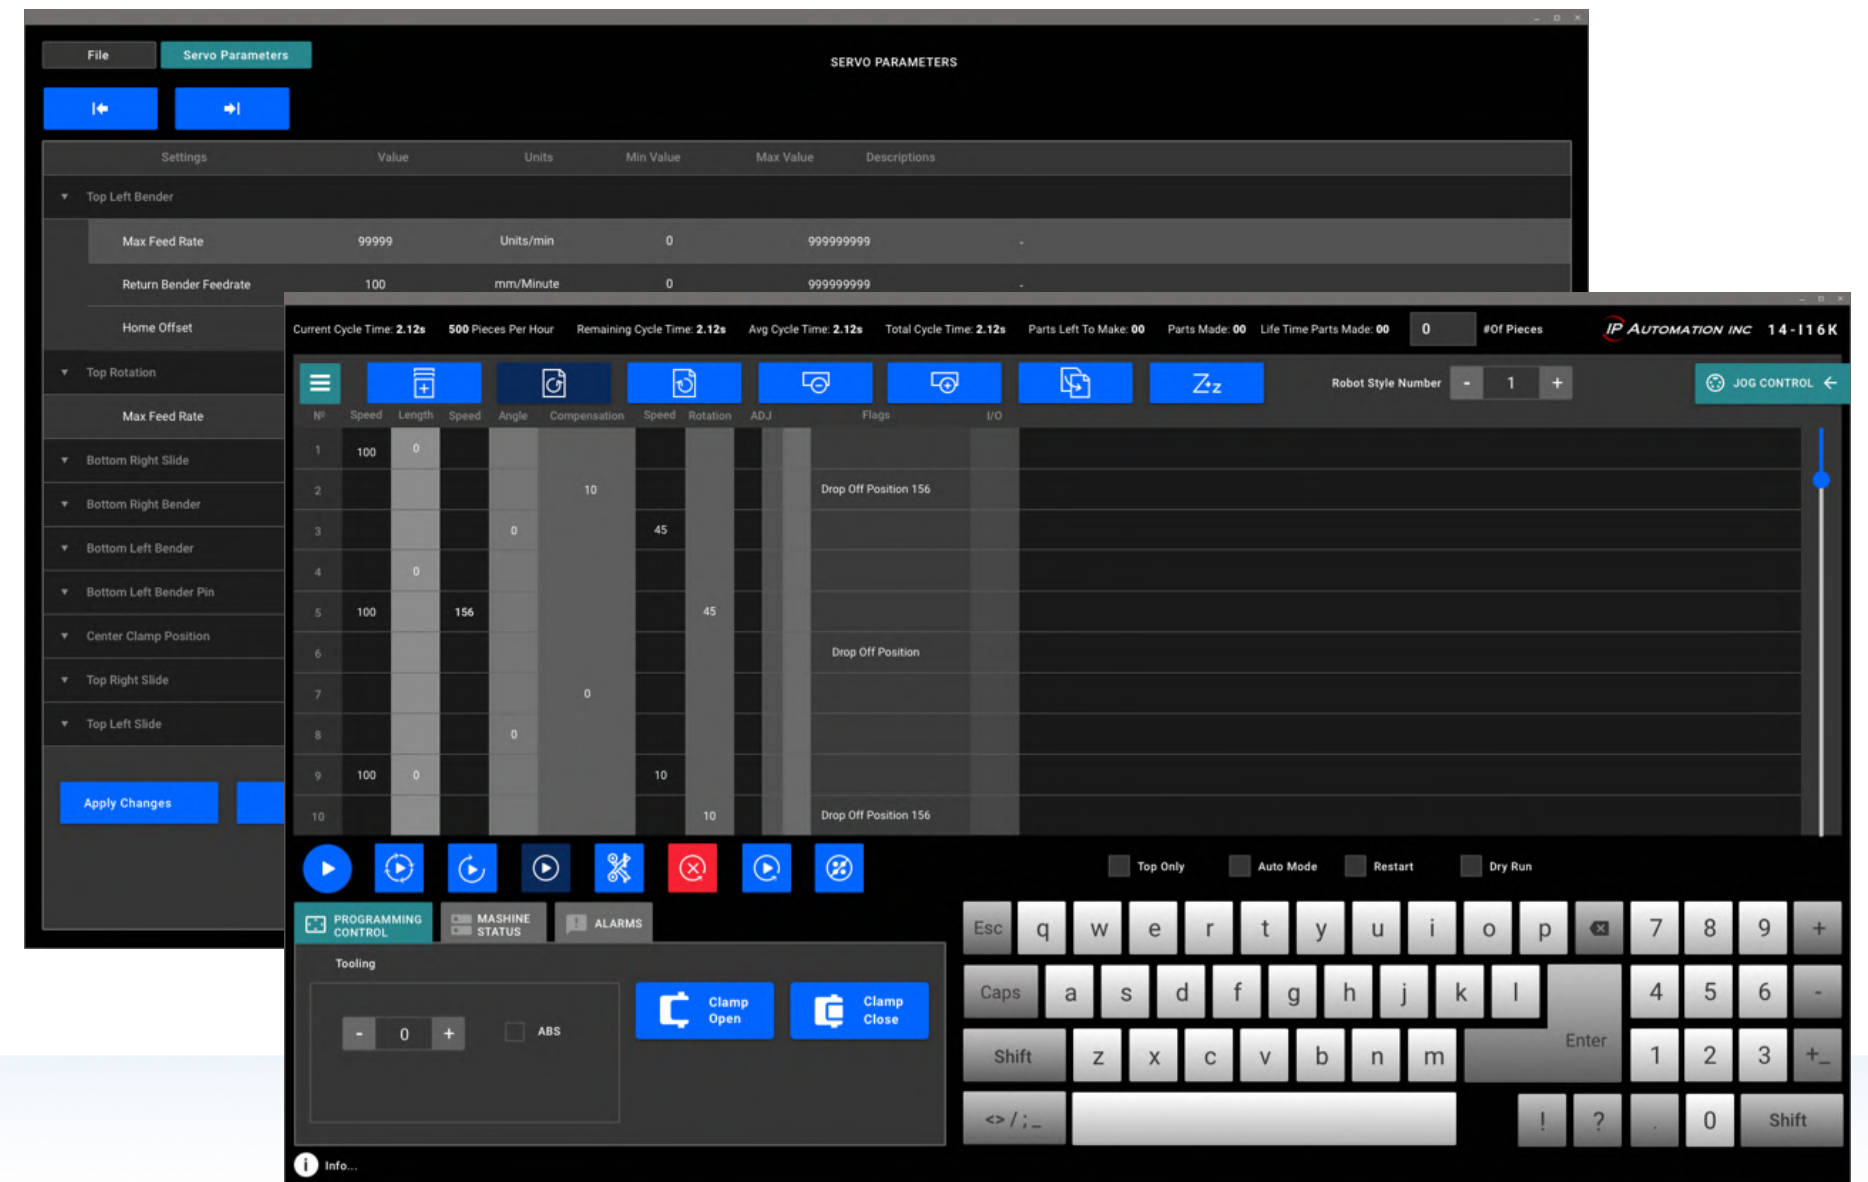 File
Servo Parameters
SERVO PARAMETERS
Settings Value Units Min Value Max Value Descriptions
Top Left Bender
Max Feed Rate 99999 Units/min 0 999999999 -
Return Bender Feedrate 100 mm/Minute 0 999999999 -
Home Offset
Top Rotation
Max Feed Rate
Bottom Right Slide
Bottom Right Bender
Bottom Left Bender
Bottom Left Bender Pin
Center Clamp Position
Top Right Slide
Top Left Slide
Apply Changes
Current Cycle Time: 2.12s 500 Pieces Per Hour Remaining Cycle Time: 2.12s Avg Cycle Time: 2.12s Total Cycle Time: 2.12s Parts Left To Make: 00 Parts Made: 00 Life Time Parts Made: 00 0 #Of Pieces IP AUTOMATION INC 14-I16K
Z+z Robot Style Number - 1 + JOG CONTROL
Nº Speed Length Speed Angle Compensation Speed Rotation ADJ Flags I/O
1 100 0
2 10 Drop Off Position 156
3 0 45
4 0
5 100 156 45
6 Drop Off Position
7 0
8 0
9 100 0 10
10 10 Drop Off Position 156
Top Only Auto Mode Restart Dry Run
PROGRAMMING
CONTROL
MASHINE
STATUS
ALARMS
Tooling
- 0 + ABS
Clamp
Open
Clamp
Close
Esc q w e r t y u i o p 7 8 9 +
Caps a s d f g h j k l 4 5 6 -
Shift z x c v b n m Enter 1 2 3 +_
<> / ; _ ! ? . 0 Shift
i Info...